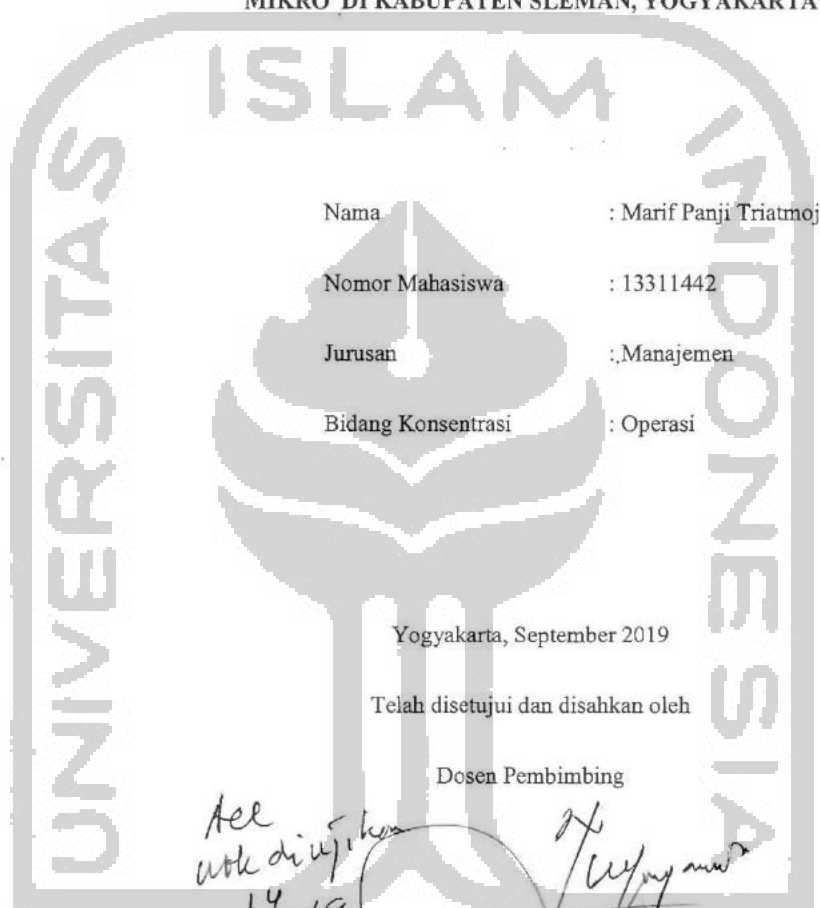 MIKRO DI KABUPATEN SLEMAN, YOGYAKARTA
UNIVERSITAS ISLAM INDONESIA
Nama : Marif Panji Triatmoj
Nomor Mahasiswa : 13311442
Jurusan : Manajemen
Bidang Konsentrasi : Operasi
Yogyakarta, September 2019
Telah disetujui dan disahkan oleh
Dosen Pembimbing
Acc
diujikan